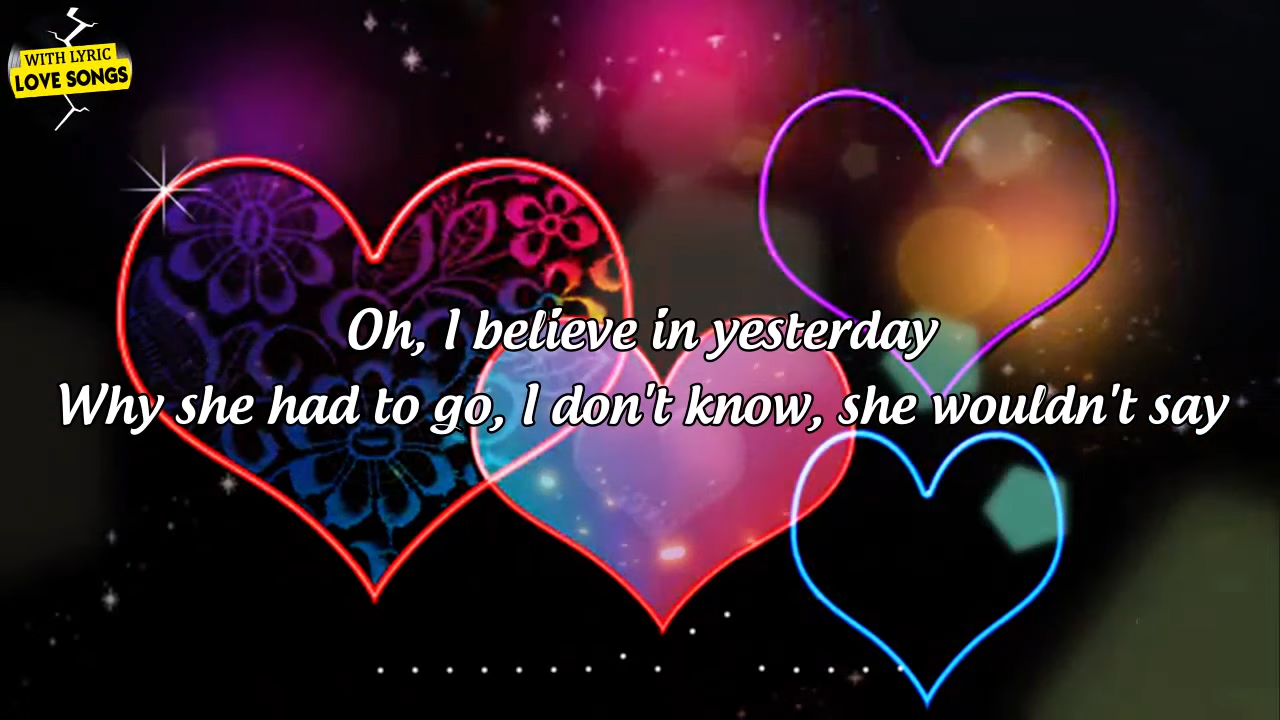 WITH LYRIC
LOVE SONGS
Oh, I believe in yesterday
Why she had to go, I don't know, she wouldn't say